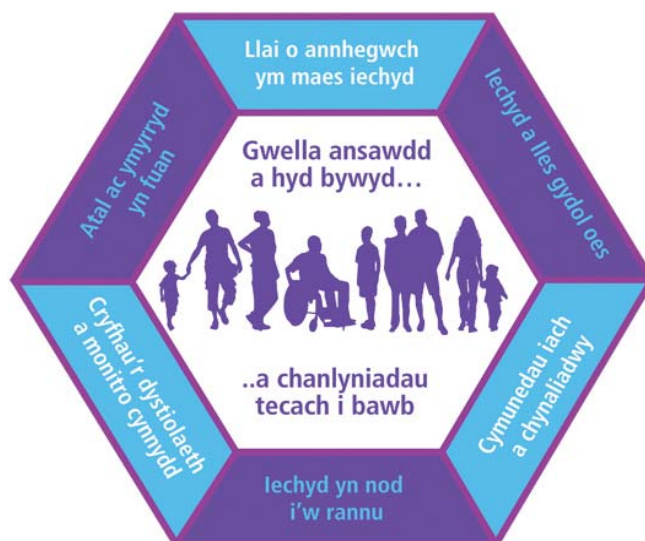 Llai o annhegwch
ym maes iechyd
Iechyd a lles gydol oes
Cymunedau iach
a chynaliadwy
Iechyd yn nod
i'w rannu
Cryfhau'r dystiolaeth
a monitro cynnydd
Atal ac ymyrryd
yn fuan
Gwella ansawdd
a hyd bywyd…
..a chanlyniadau
tecach i bawb